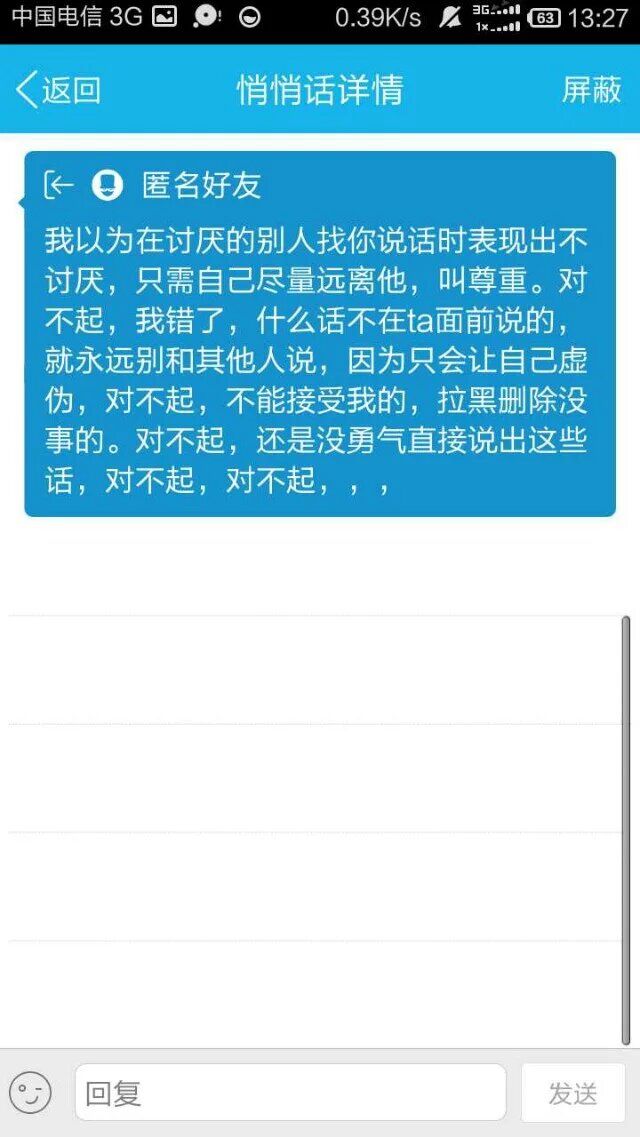 中国电信 3G 0.39K/s 3G 1× 63 13:27
返回 悄悄话详情 屏蔽
匿名好友
我以为在讨厌的别人找你说话时表现出不
讨厌，只需自己尽量远离他，叫尊重。对
不起，我错了，什么话不在ta面前说的，
就永远别和其他人说，因为只会让自己虚
伪，对不起，不能接受我的，拉黑删除没
事的。对不起，还是没勇气直接说出这些
话，对不起，对不起，，，
回复 发送